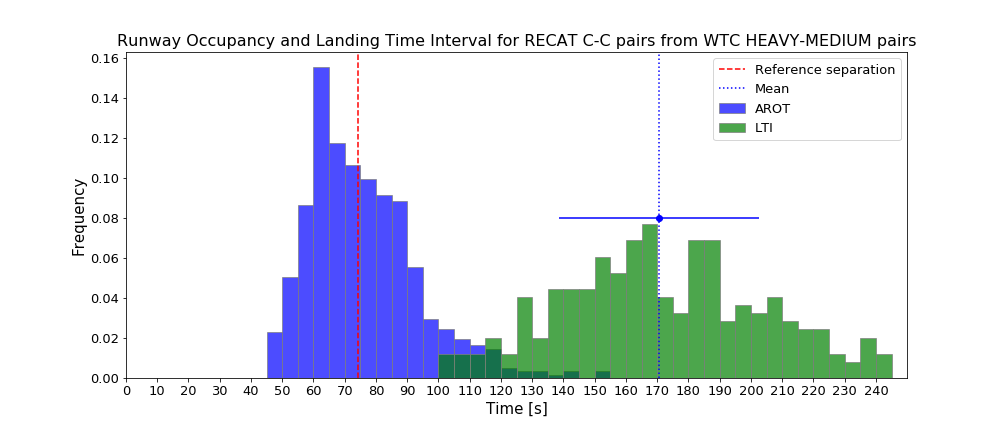 Runway Occupancy and Landing Time Interval for RECAT C-C pairs from WTC HEAVY-MEDIUM pairs
Reference separation
Mean
AROT
LTI
Frequency
0.16
0.14
0.12
0.10
0.08
0.06
0.04
0.02
0.00
0 10 20 30 40 50 60 70 80 90 100 110 120 130 140 150 160 170 180 190 200 210 220 230 240
Time [s]